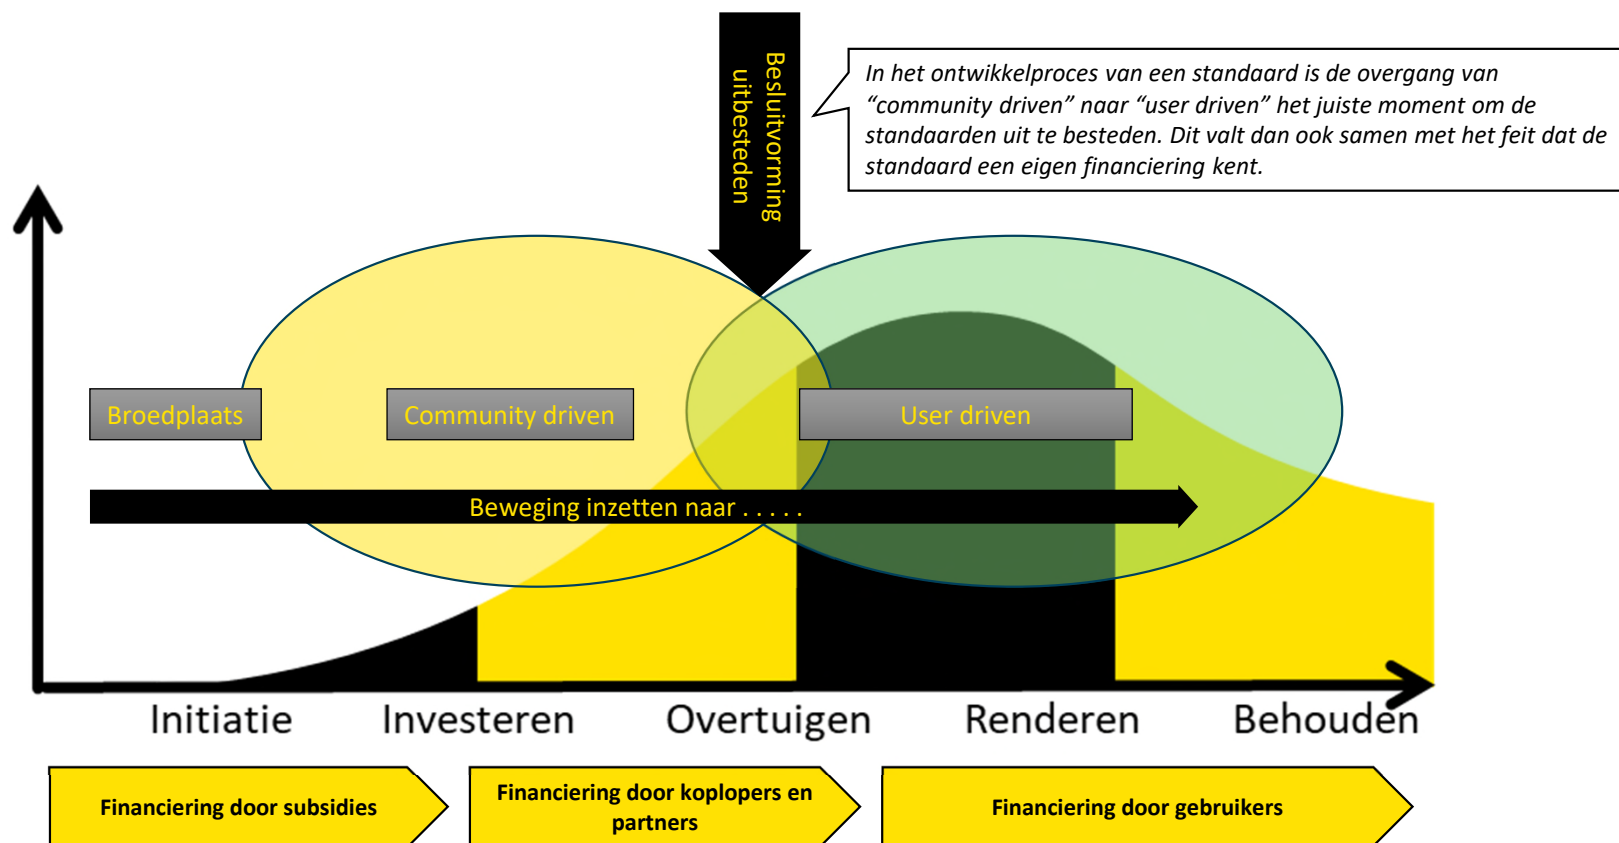 Besluitvorming
uitbesteden
In het ontwikkelproces van een standaard is de overgang van
“community driven” naar “user driven” het juiste moment om de
standaarden uit te besteden. Dit valt dan ook samen met het feit dat de
standaard een eigen financiering kent.
Broedplaats
Community driven
User driven
Beweging inzetten naar . . . . .
Initiatie
Investeren
Overtuigen
Renderen
Behouden
Financiering door subsidies
Financiering door koplopers en
partners
Financiering door gebruikers